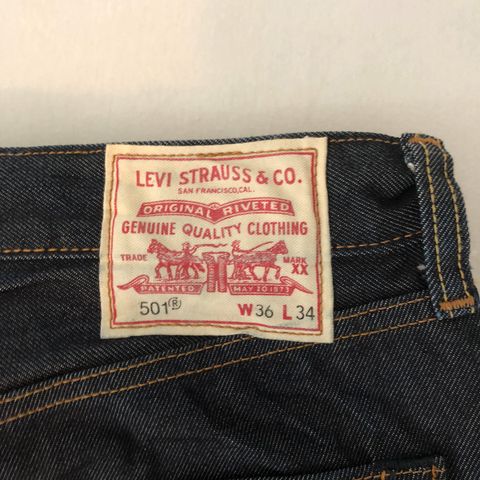 LEVI STRAUSS & CO.
SAN FRANCISCO, CAL.
ORIGINAL RIVETED
GENUINE QUALITY CLOTHING
TRADE MARK
XX
PATENTED MAY 20 1873
501® W36 L34